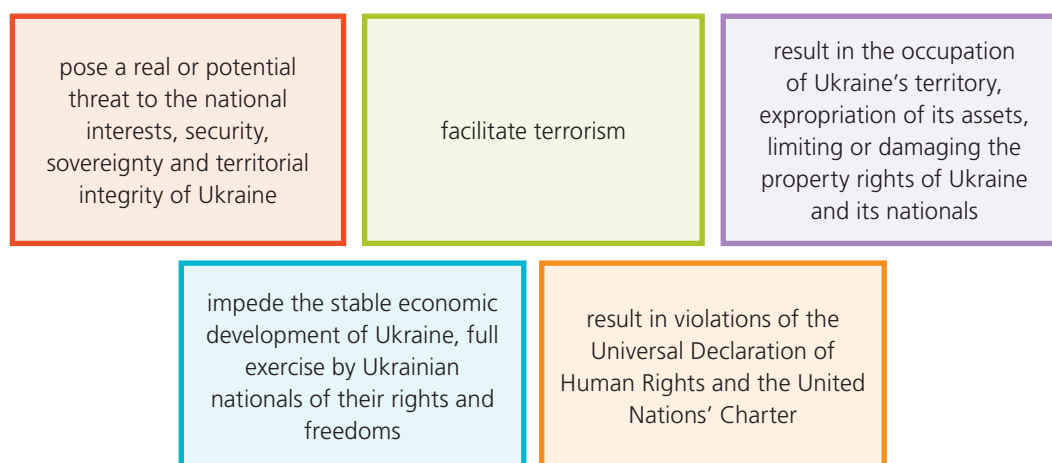 pose a real or potential
threat to the national
interests, security,
sovereignty and territorial
integrity of Ukraine
facilitate terrorism
result in the occupation
of Ukraine’s territory,
expropriation of its assets,
limiting or damaging the
property rights of Ukraine
and its nationals
impede the stable economic
development of Ukraine, full
exercise by Ukrainian
nationals of their rights and
freedoms
result in violations of the
Universal Declaration of
Human Rights and the United
Nations’ Charter